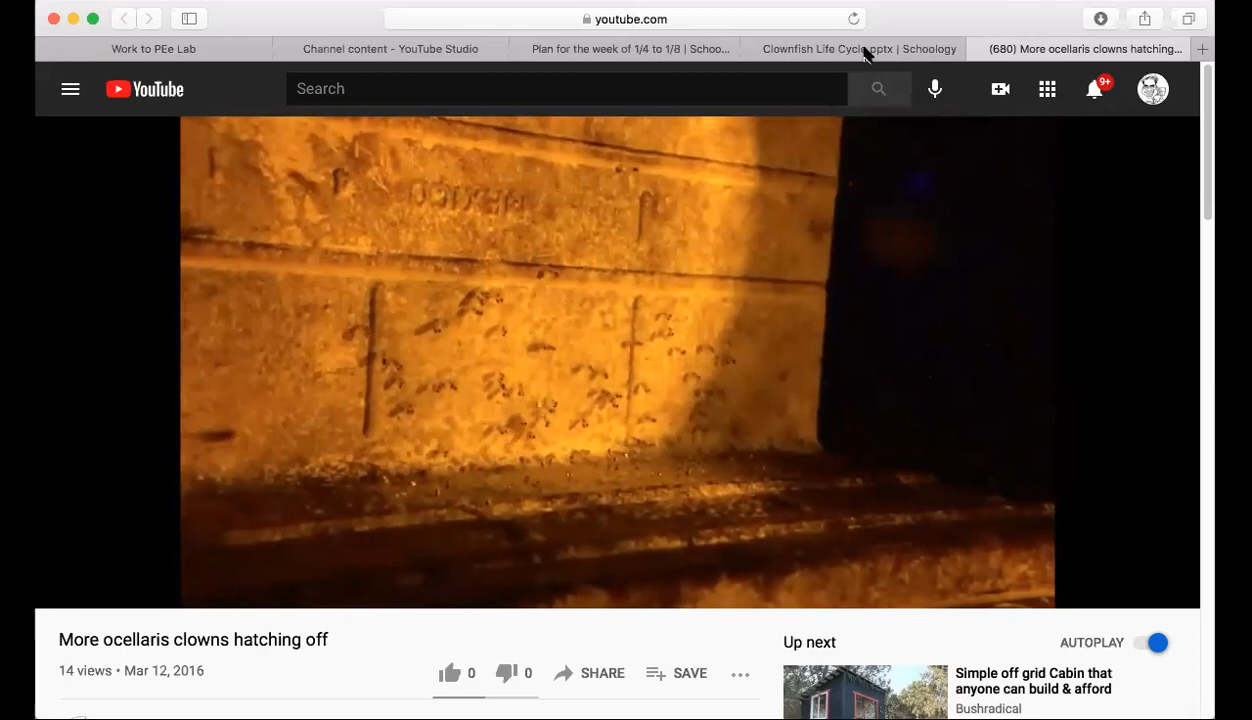 youtube.com
Work to PEe Lab
Channel content - YouTube Studio
Plan for the week of 1/4 to 1/8 | Schoo...
Clownfish Life Cycle.pptx | Schoology
(680) More ocellaris clowns hatching...
YouTube
Search
9+
MEXICO
More ocellaris clowns hatching off
14 views • Mar 12, 2016
0
0
SHARE
SAVE
Up next
AUTOPLAY
Simple off grid Cabin that
anyone can build & afford
Bushradical